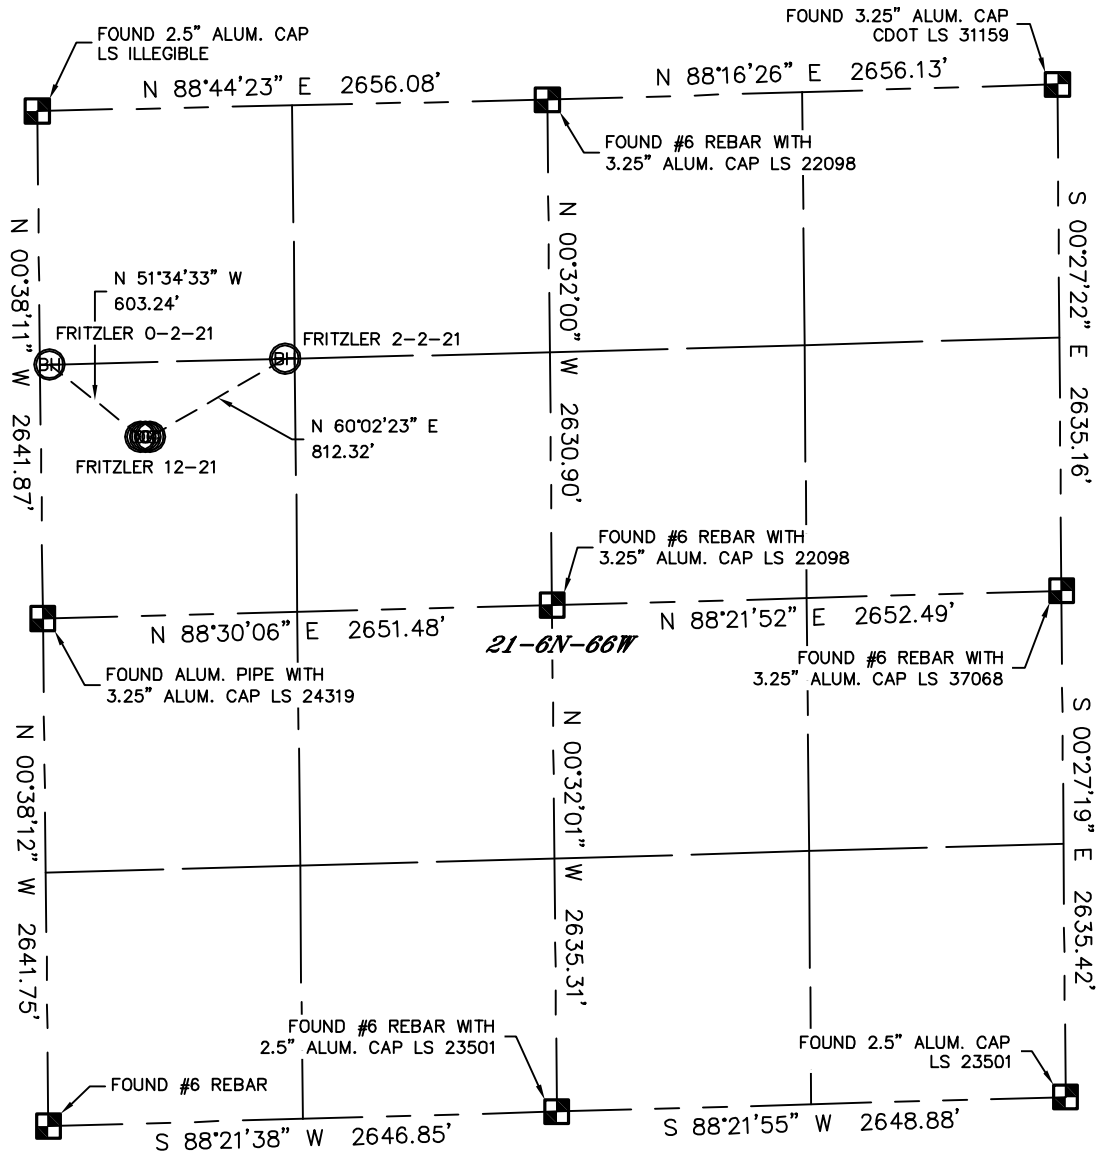 FOUND 2.5" ALUM. CAP
LS ILLEGIBLE
FOUND 3.25" ALUM. CAP
CDOT LS 31159
N 88°44'23" E 2656.08'
N 88°16'26" E 2656.13'
FOUND #6 REBAR WITH
3.25" ALUM. CAP LS 22098
N 00°38'11" W 2641.87'
N 00°32'00" W 2630.90'
S 00°27'22" E 2635.16'
N 51°34'33" W
603.24'
FRITZLER 0-2-21
FRITZLER 2-2-21
BH
BH
N 60°02'23" E
812.32'
FRITZLER 12-21
FOUND #6 REBAR WITH
3.25" ALUM. CAP LS 22098
N 88°30'06" E 2651.48'
N 88°21'52" E 2652.49'
21-6N-66W
FOUND ALUM. PIPE WITH
3.25" ALUM. CAP LS 24319
FOUND #6 REBAR WITH
3.25" ALUM. CAP LS 37068
N 00°38'12" W 2641.75'
N 00°32'01" W 2635.31'
S 00°27'19" E 2635.42'
FOUND #6 REBAR WITH
2.5" ALUM. CAP LS 23501
FOUND 2.5" ALUM. CAP
LS 23501
FOUND #6 REBAR
S 88°21'38" W 2646.85'
S 88°21'55" W 2648.88'